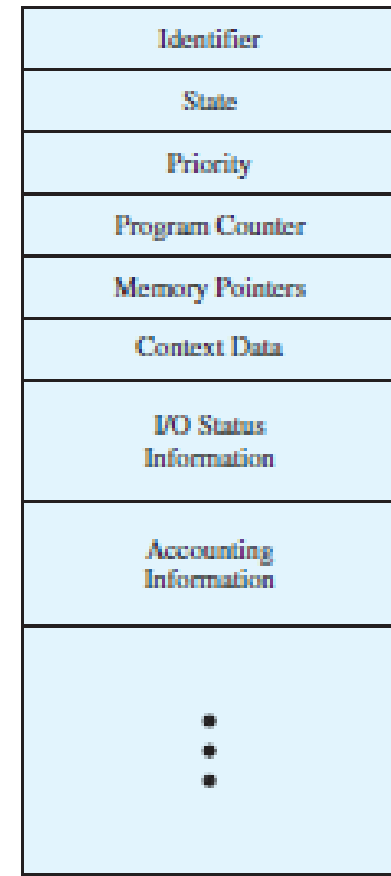 Identifier
State
Priority
Program Counter
Memory Pointers
Context Data
I/O Status
Information
Accounting
Information